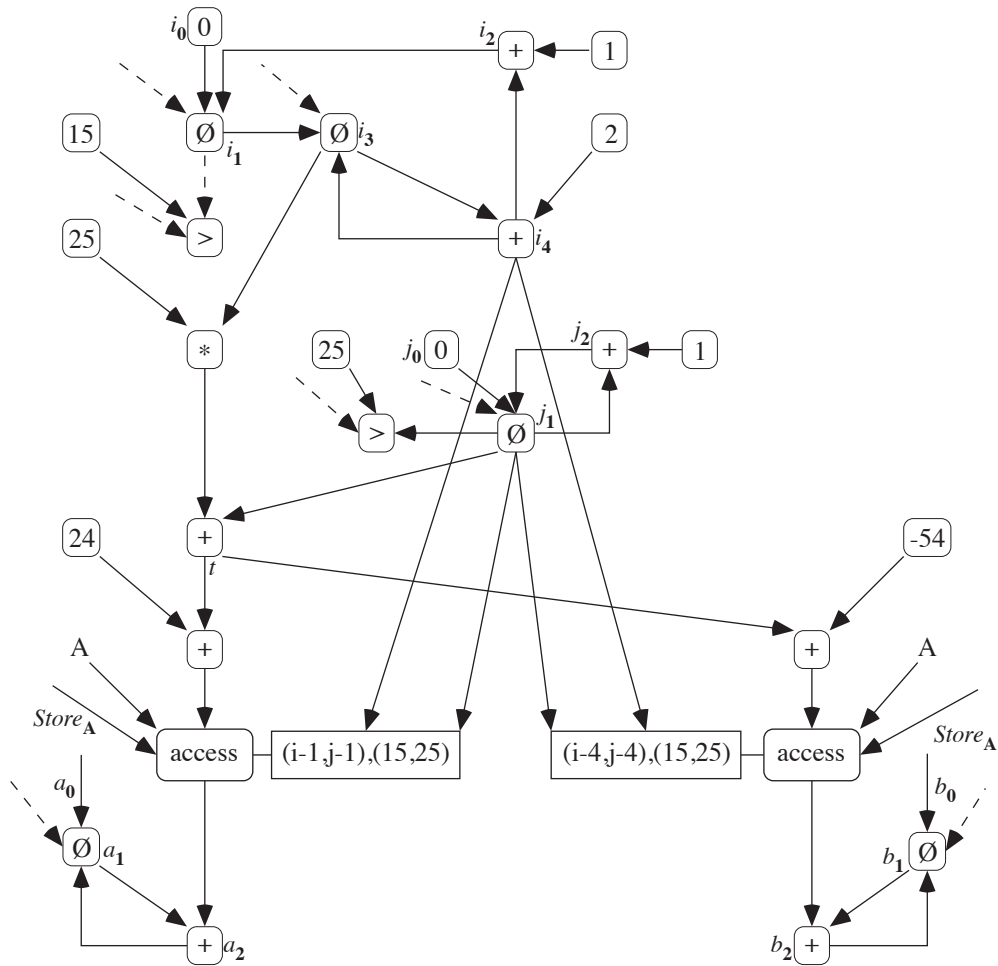 i0 0
i2 +
1
15
Ø i1
Ø i3
2
25
>
+ i4
*
25
j0 0
j2 +
1
>
Ø j1
24
+
t
-54
+
+
A
A
StoreA
access
(i-1,j-1),(15,25)
(i-4,j-4),(15,25)
access
StoreA
a0
b0
Ø a1
b1 Ø
+ a2
b2 +